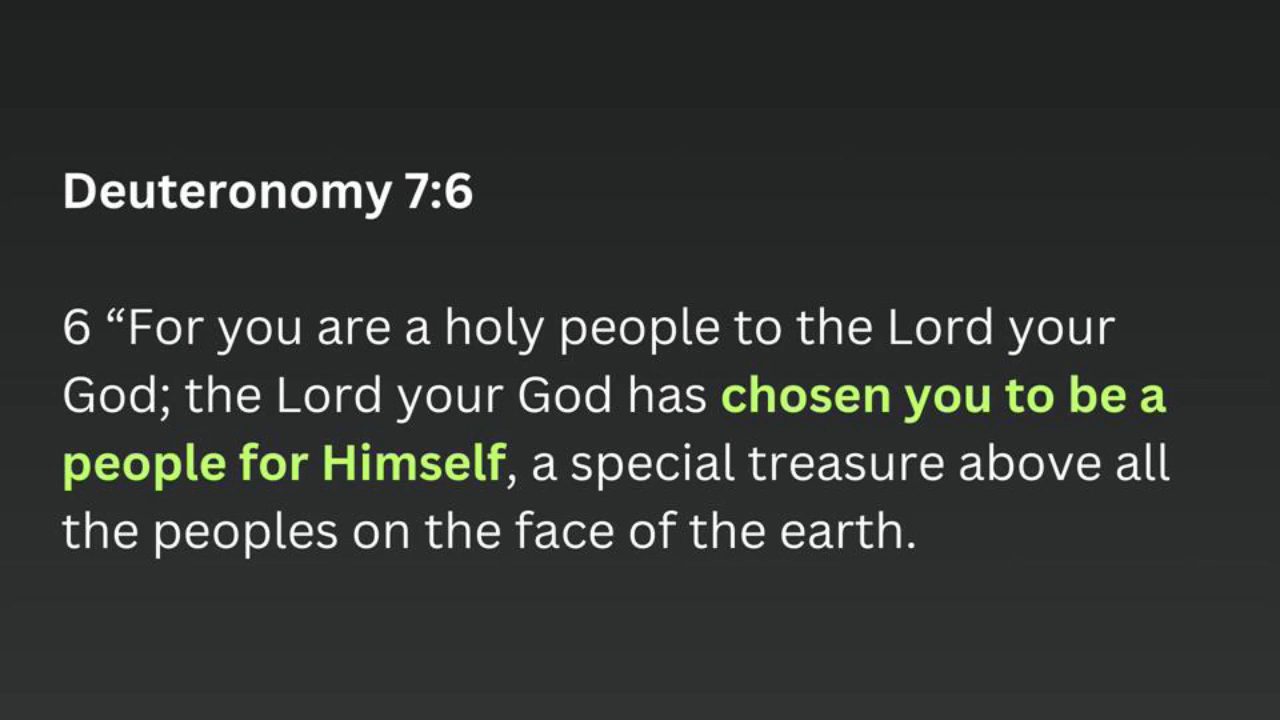 Deuteronomy 7:6
6 “For you are a holy people to the Lord your
God; the Lord your God has chosen you to be a
people for Himself, a special treasure above all
the peoples on the face of the earth.